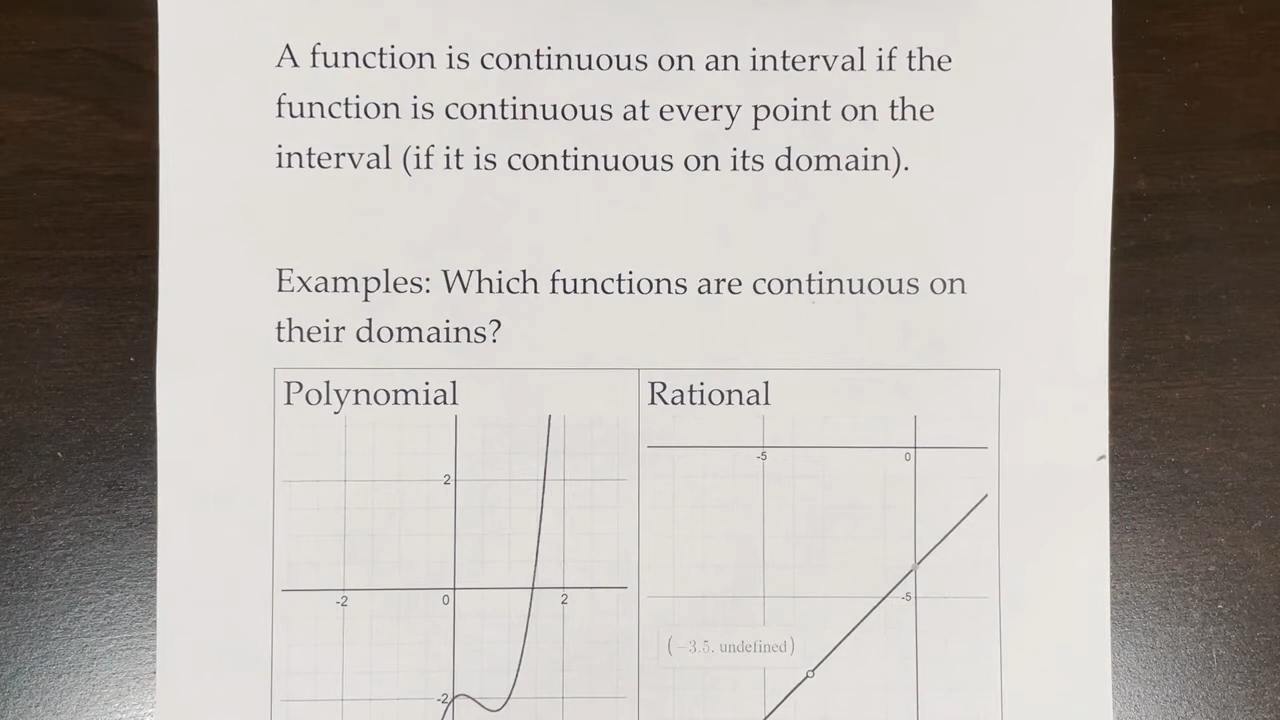 A function is continuous on an interval if the
function is continuous at every point on the
interval (if it is continuous on its domain).
Examples: Which functions are continuous on
their domains?
Polynomial
Rational
2
-2
0
2
-2
-5
0
-5
(-3.5, undefined)